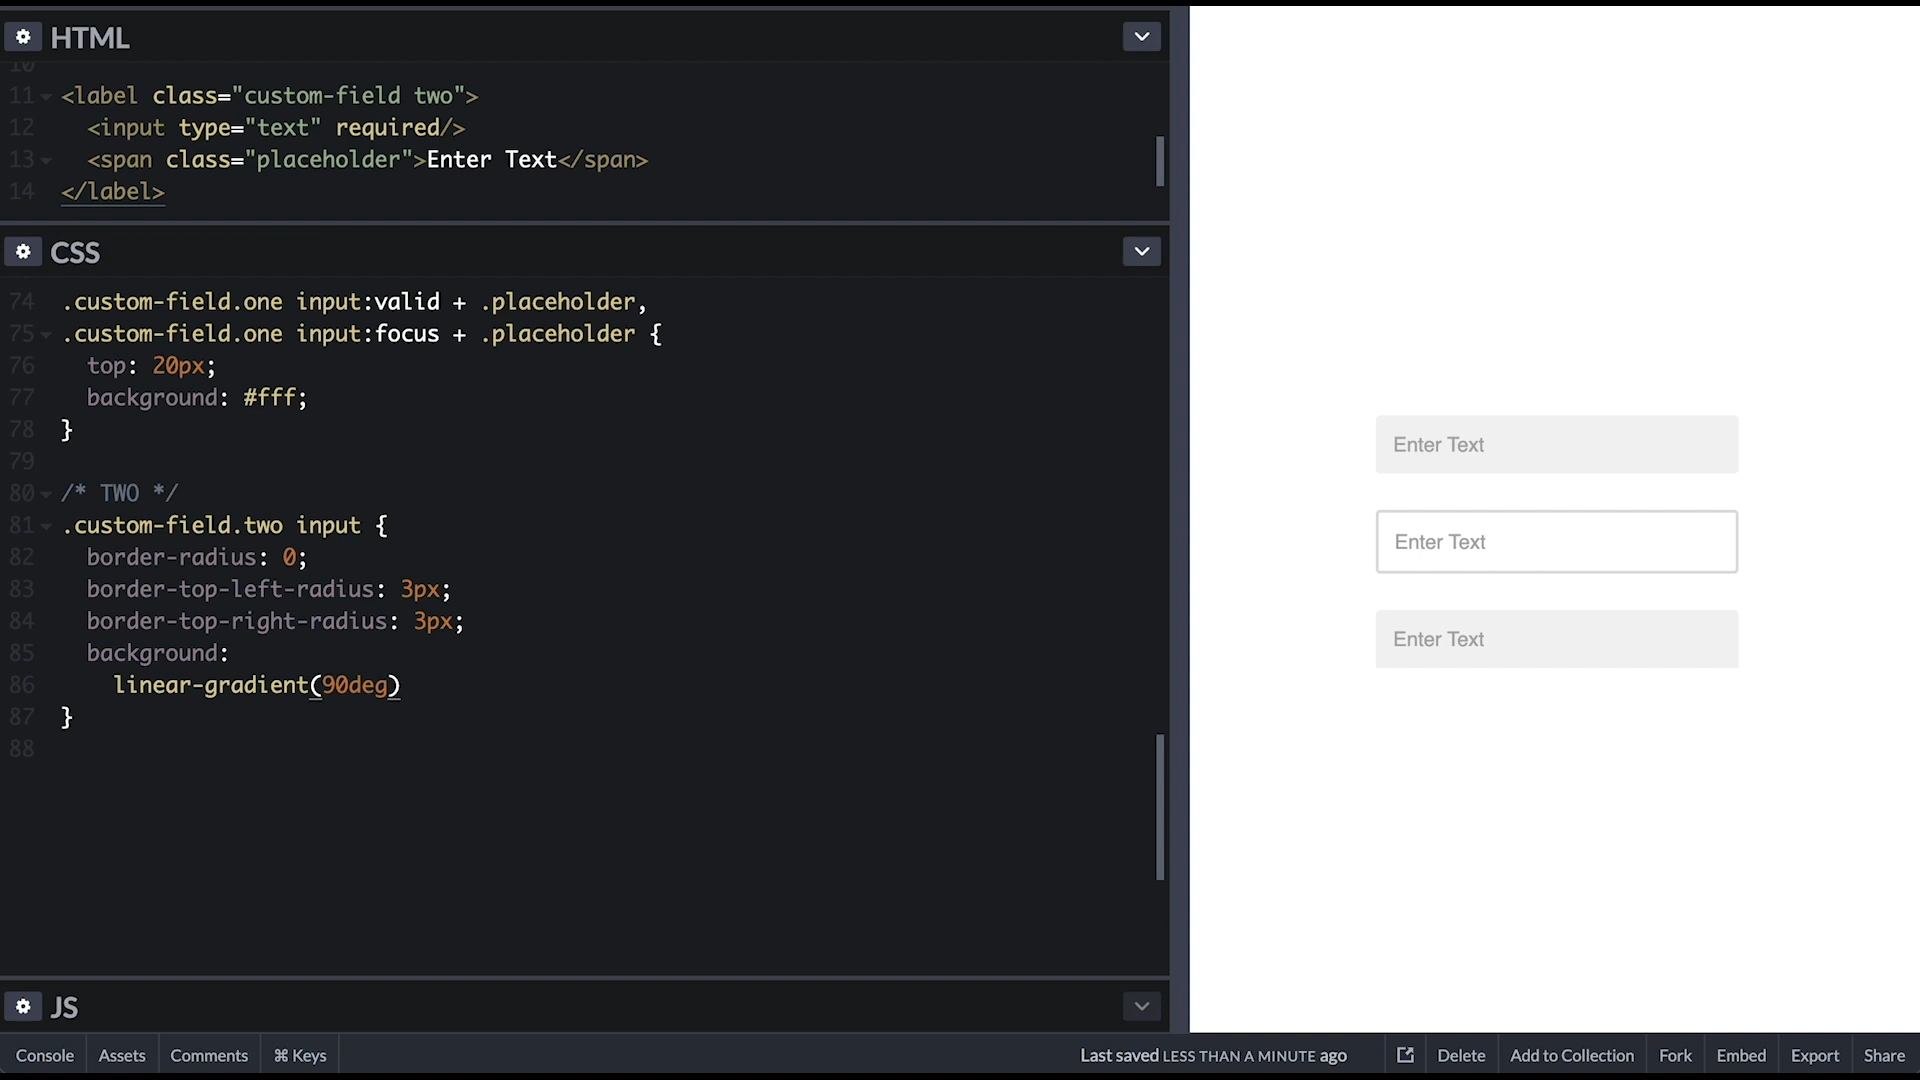 HTML
10
11 <label class="custom-field two">
12 <input type="text" required/>
13 <span class="placeholder">Enter Text</span>
14 </label>
CSS
74 .custom-field.one input:valid + .placeholder,
75 .custom-field.one input:focus + .placeholder {
76 top: 20px;
77 background: #fff;
78 }
79
80 /* TWO */
81 .custom-field.two input {
82 border-radius: 0;
83 border-top-left-radius: 3px;
84 border-top-right-radius: 3px;
85 background:
86 linear-gradient(90deg)
87 }
88
Enter Text
Enter Text
Enter Text
JS
Console Assets Comments ⌘ Keys Last saved LESS THAN A MINUTE ago Delete Add to Collection Fork Embed Export Share